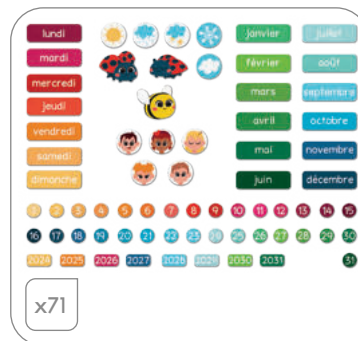 lundi
mardi
mercredi
jeudi
vendredi
samedi
dimanche
janvier
février
mars
avril
mai
juin
juillet
août
septembre
octobre
novembre
décembre
1 2 3 4 5 6 7 8 9 10 11 12 13 14 15
16 17 18 19 20 21 22 23 24 25 26 27 28 29 30
2024 2025 2026 2027 2028 2029 2030 2031 31
x71